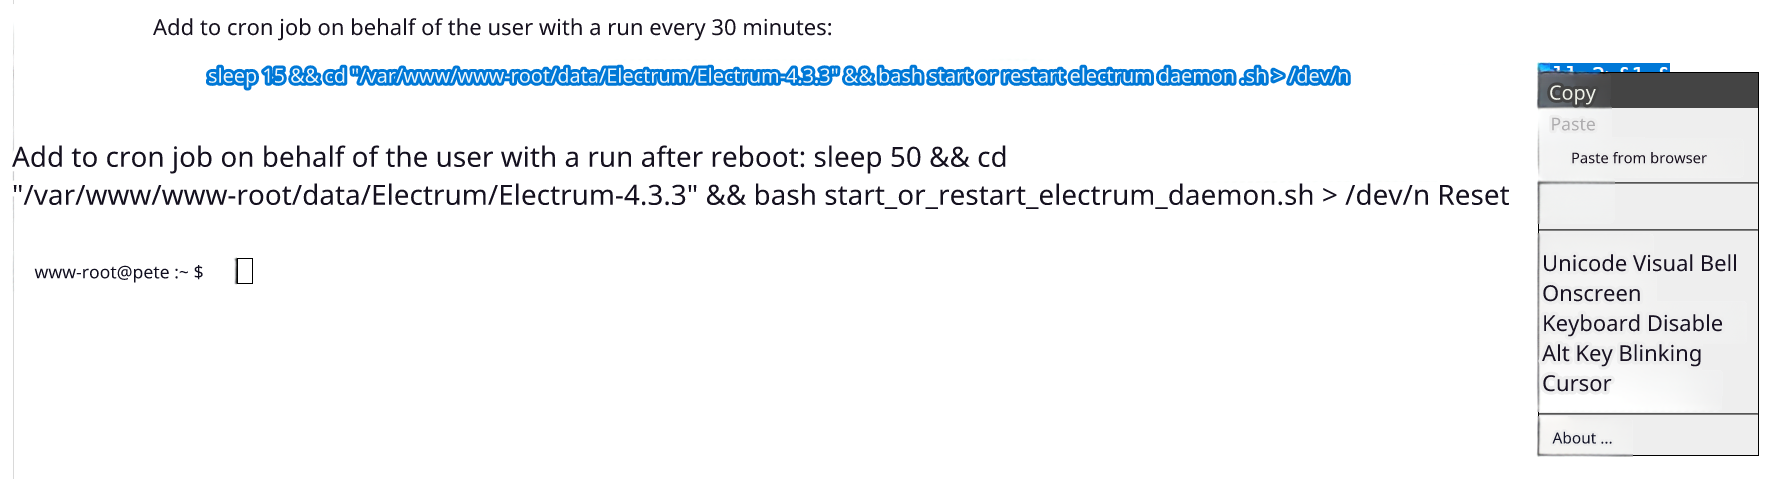 Add to cron job on behalf of the user with a run every 30 minutes:
sleep 15 && cd "/var/www/www-root/data/Electrum/Electrum-4.3.3" && bash start or restart electrum daemon .sh > /dev/n
Copy
Paste
Paste from browser
Add to cron job on behalf of the user with a run after reboot: sleep 50 && cd
"/var/www/www-root/data/Electrum/Electrum-4.3.3" && bash start_or_restart_electrum_daemon.sh > /dev/n Reset
www-root@pete :~ $
Unicode Visual Bell
Onscreen
Keyboard Disable
Alt Key Blinking
Cursor
About ...